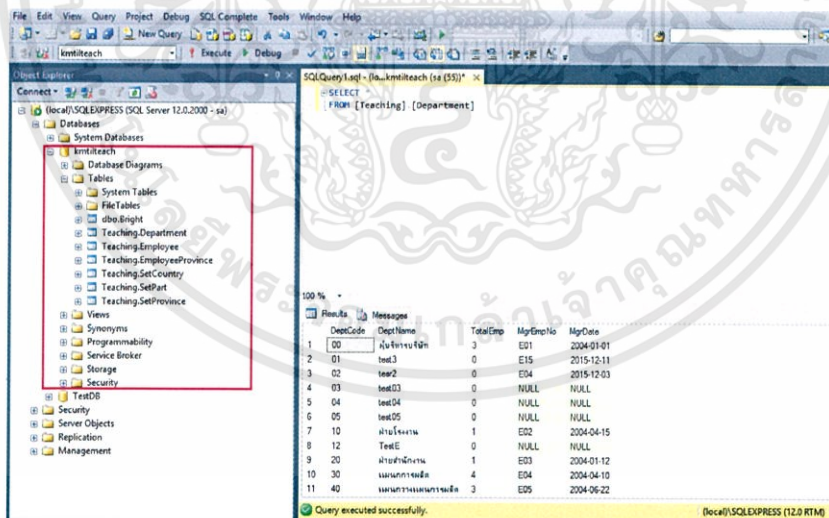 File Edit View Query Project Debug SQL Complete Tools Window Help
New Query
kmtilteach Execute Debug
Object Explorer
Connect
(local)\SQLEXPRESS (SQL Server 12.0.2000 - sa)
Databases
System Databases
kmtilteach
Database Diagrams
Tables
System Tables
FileTables
dbo.Bright
Teaching.Department
Teaching.Employee
Teaching.EmployeeProvince
Teaching.SetCountry
Teaching.SetPart
Teaching.SetProvince
Views
Synonyms
Programmability
Service Broker
Storage
Security
TestDB
Security
Server Objects
Replication
Management
SQLQuery1.sql - (lo...kmtilteach (sa (55))*
SELECT *
FROM [Teaching].[Department]
100 %
Results Messages
DeptCode DeptName TotalEmp MgrEmpNo MgrDate
1 00 ผู้บริหารบริษัท 3 E01 2004-01-01
2 01 test3 0 E15 2015-12-11
3 02 tesr2 0 E04 2015-12-03
4 03 test03 0 NULL NULL
5 04 test04 0 NULL NULL
6 05 test05 0 NULL NULL
7 10 ฝ่ายโรงงาน 1 E02 2004-04-15
8 12 TestE 0 NULL NULL
9 20 ฝ่ายสำนักงาน 1 E03 2004-01-12
10 30 แผนกการผลิต 4 E04 2004-04-10
11 40 3 E05 2004-06-22
Query executed successfully. (local)\SQLEXPRESS (12.0 RTM)